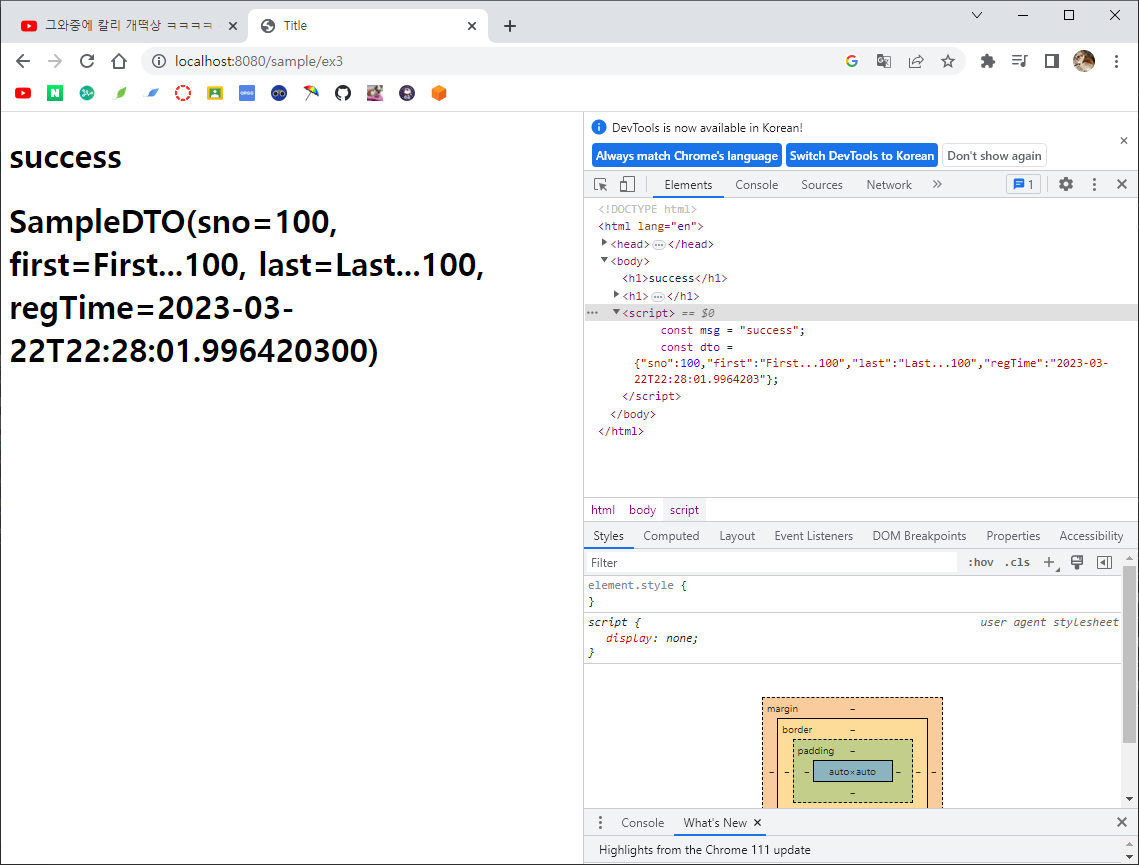 그와중에 칼리 개떡상 ㅋㅋㅋㅋ
Title
localhost:8080/sample/ex3
success
SampleDTO(sno=100,
first=First...100, last=Last...100,
regTime=2023-03-
22T22:28:01.996420300)
DevTools is now available in Korean!
Always match Chrome's language
Switch DevTools to Korean
Don't show again
Elements Console Sources Network » 1
<!DOCTYPE html>
<html lang="en">
<head> ... </head>
<body>
<h1>success</h1>
<h1> ... </h1>
... <script> == $0
const msg = "success";
const dto =
{"sno":100,"first":"First...100","last":"Last...100","regTime":"2023-03-
22T22:28:01.9964203"};
</script>
</body>
</html>
html body script
Styles Computed Layout Event Listeners DOM Breakpoints Properties Accessibility
Filter :hov .cls +
element.style {
}
script { user agent stylesheet
display: none;
}
margin –
border –
padding –
– – – auto×auto – – –
–
Console What's New ×
Highlights from the Chrome 111 update